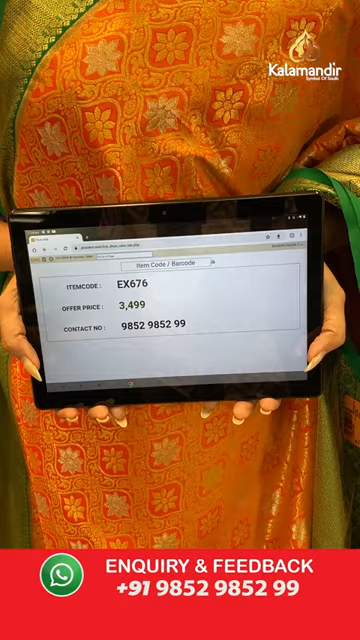 Kalamandir
Symbol Of South
Item Code / Barcode
ITEMCODE : EX676
OFFER PRICE : 3,499
CONTACT NO : 9852 9852 99
ENQUIRY & FEEDBACK
+91 9852 9852 99